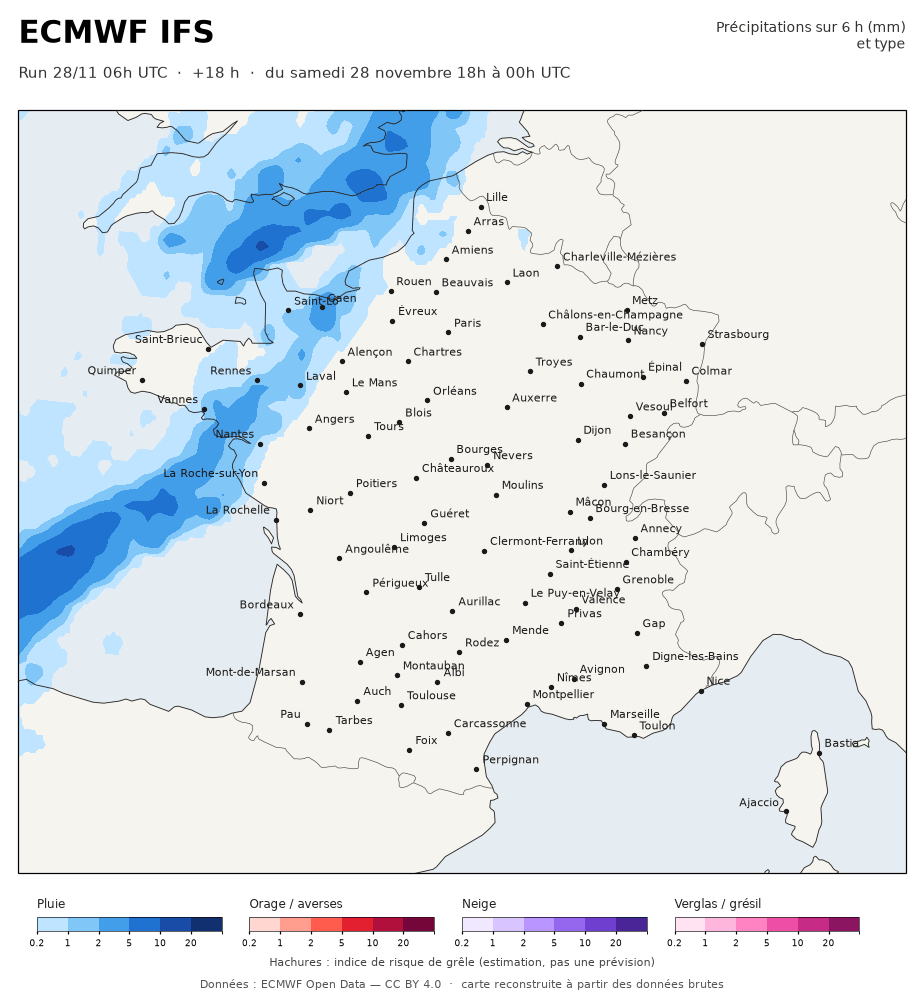 ECMWF IFS
Précipitations sur 6 h (mm)
et type
Run 28/11 06h UTC · +18 h · du samedi 28 novembre 18h à 00h UTC
Lille
Arras
Amiens
Charleville-Mézières
Laon
Rouen
Beauvais
Saint-Lô
Caen
Metz
Évreux
Châlons-en-Champagne
Paris
Bar-le-Duc
Nancy
Strasbourg
Saint-Brieuc
Alençon
Chartres
Troyes
Épinal
Quimper
Rennes
Laval
Chaumont
Colmar
Le Mans
Vannes
Orléans
Auxerre
Vesoul
Belfort
Angers
Blois
Tours
Nantes
Dijon
Besançon
Bourges
Nevers
La Roche-sur-Yon
Châteauroux
Lons-le-Saunier
Poitiers
Moulins
Niort
Mâcon
Bourg-en-Bresse
La Rochelle
Guéret
Annecy
Limoges
Clermont-Ferrand
Lyon
Angoulême
Chambéry
Saint-Étienne
Tulle
Périgueux
Grenoble
Le Puy-en-Velay
Valence
Bordeaux
Aurillac
Privas
Mende
Gap
Cahors
Rodez
Agen
Digne-les-Bains
Mont-de-Marsan
Montauban
Albi
Avignon
Nîmes
Nice
Auch
Toulouse
Montpellier
Pau
Tarbes
Carcassonne
Marseille
Toulon
Foix
Bastia
Perpignan
Ajaccio
Pluie
0.2 1 2 5 10 20
Orage / averses
0.2 1 2 5 10 20
Neige
0.2 1 2 5 10 20
Verglas / grésil
0.2 1 2 5 10 20
Hachures : indice de risque de grêle (estimation, pas une prévision)
Données : ECMWF Open Data — CC BY 4.0 · carte reconstruite à partir des données brutes